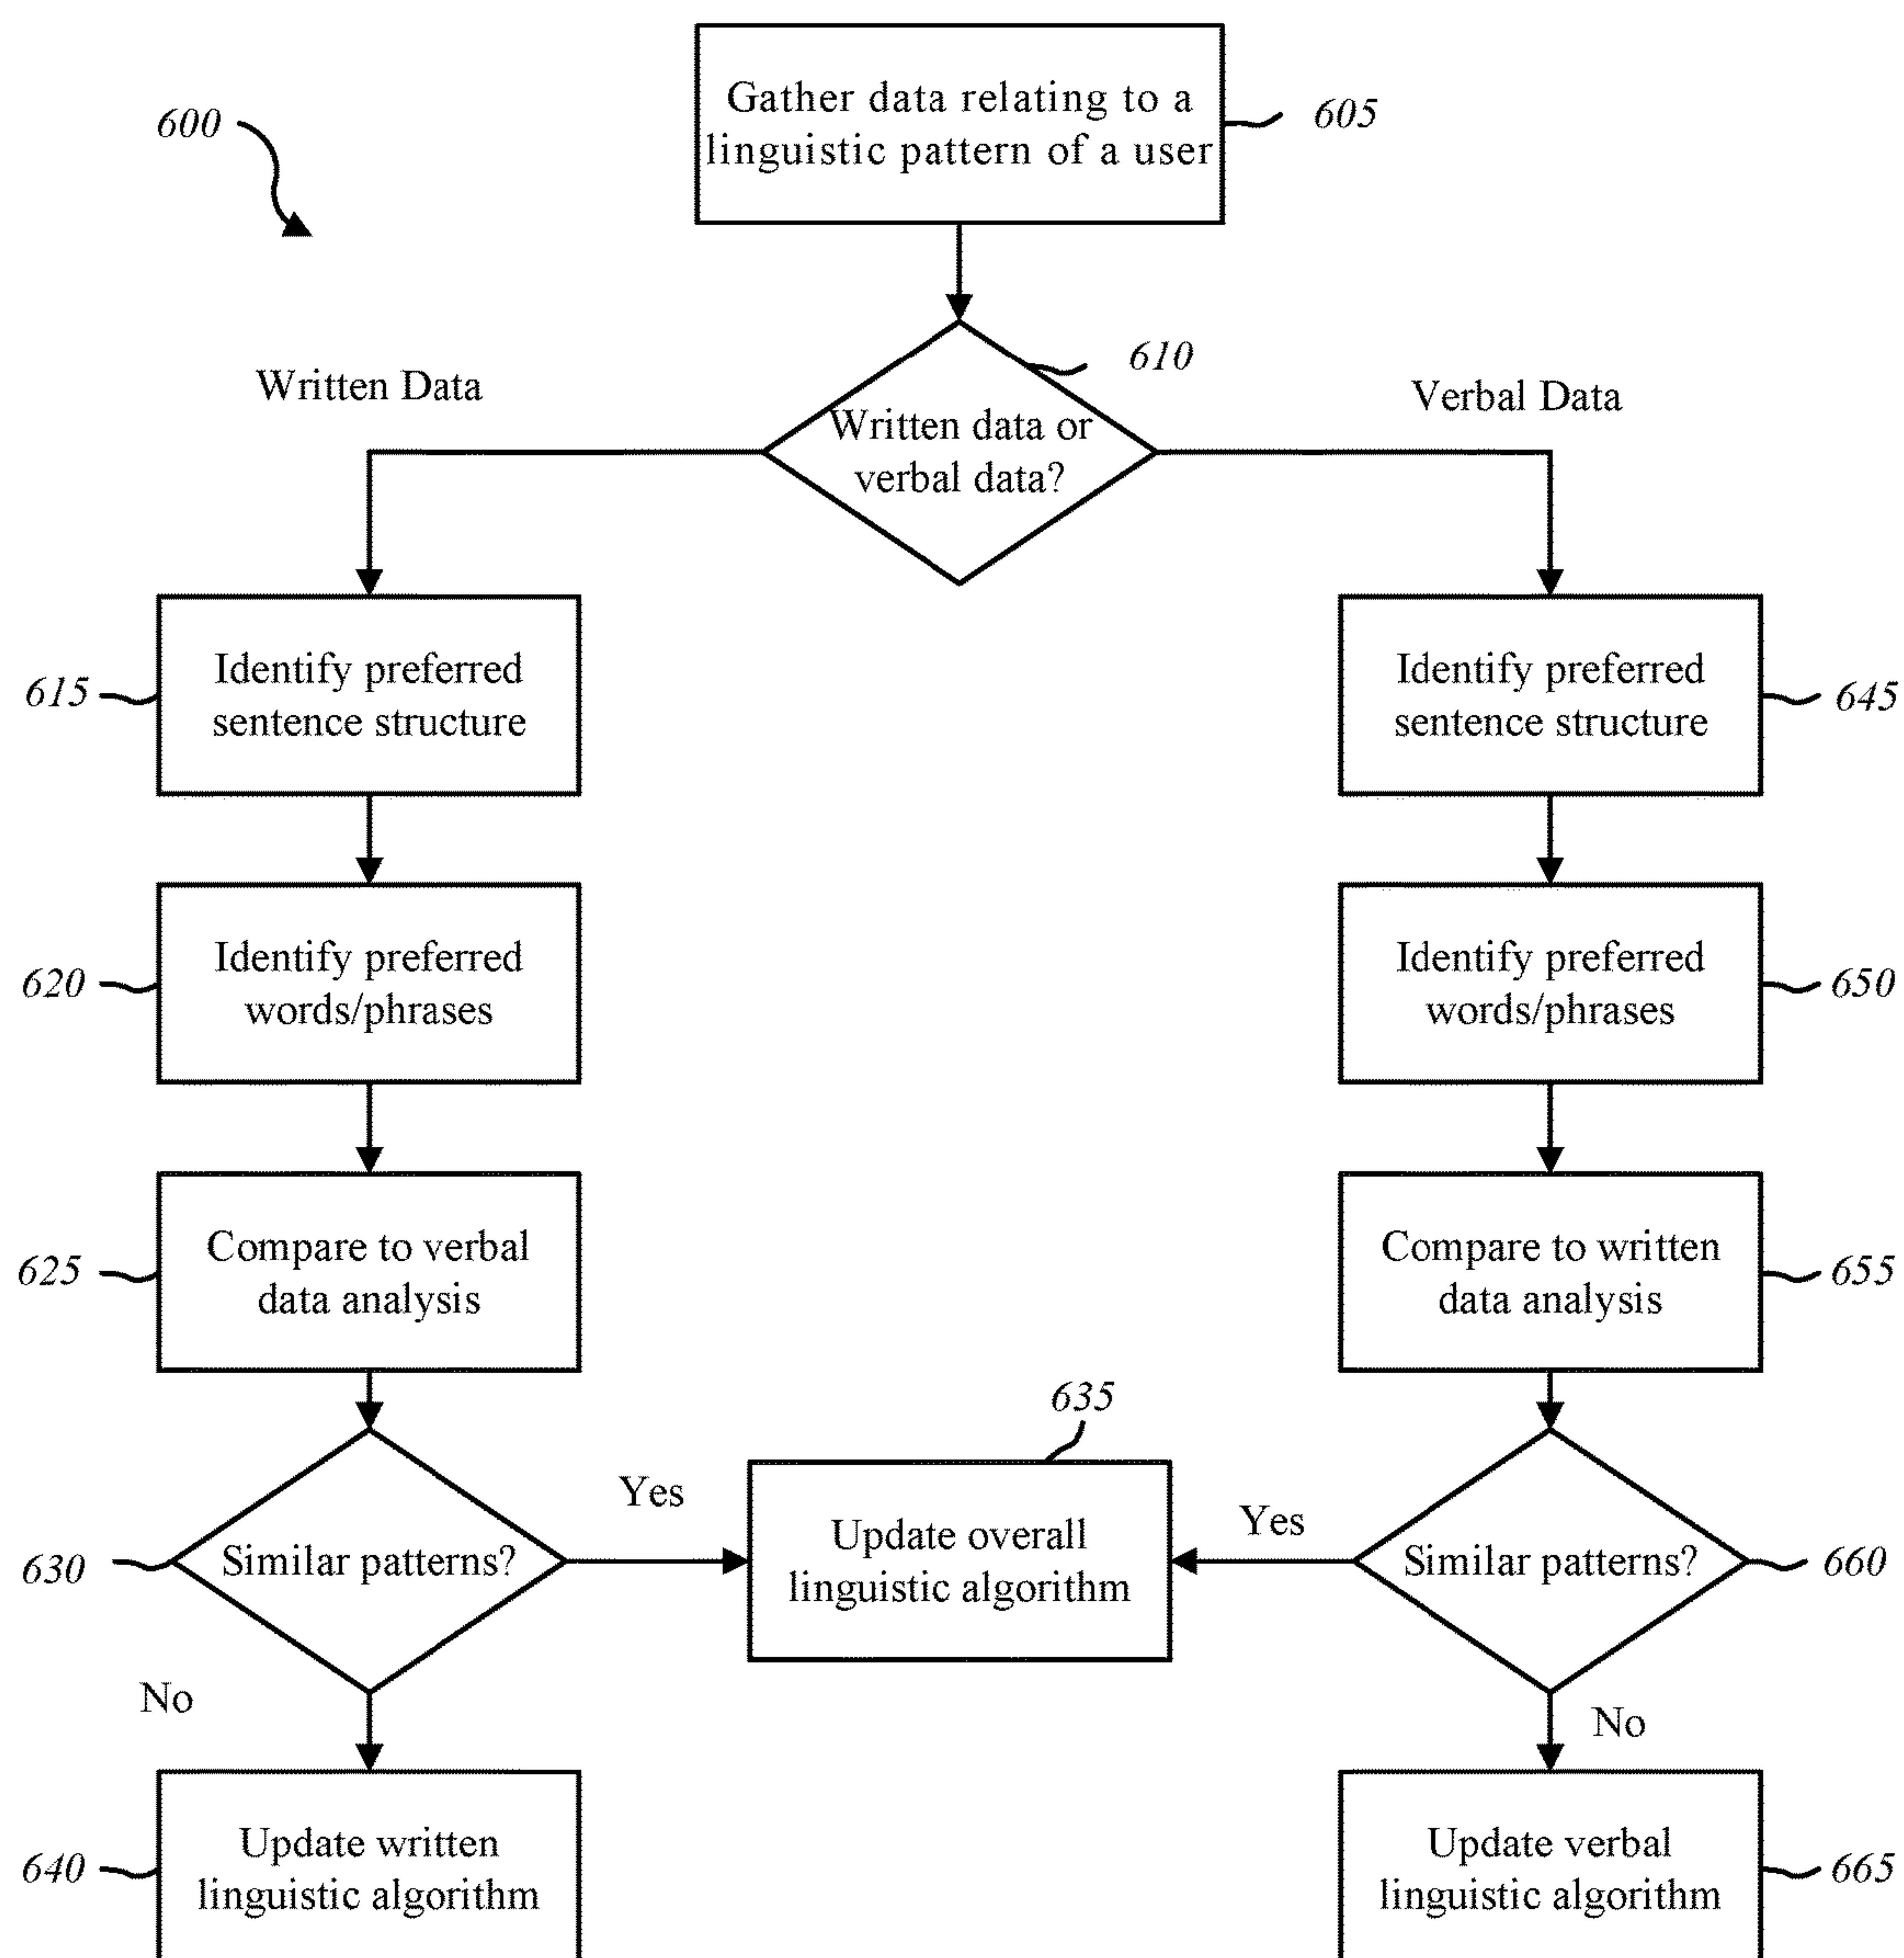 Gather data relating to a
linguistic pattern of a user
605
600
610
Written Data
Verbal Data
Written data or
verbal data?
Identify preferred
sentence structure
615
Identify preferred
sentence structure
645
Identify preferred
words/phrases
620
Identify preferred
words/phrases
650
Compare to verbal
data analysis
625
Compare to written
data analysis
655
635
Similar patterns?
630
Yes
Update overall
linguistic algorithm
Yes
Similar patterns?
660
No
No
Update written
linguistic algorithm
640
Update verbal
linguistic algorithm
665